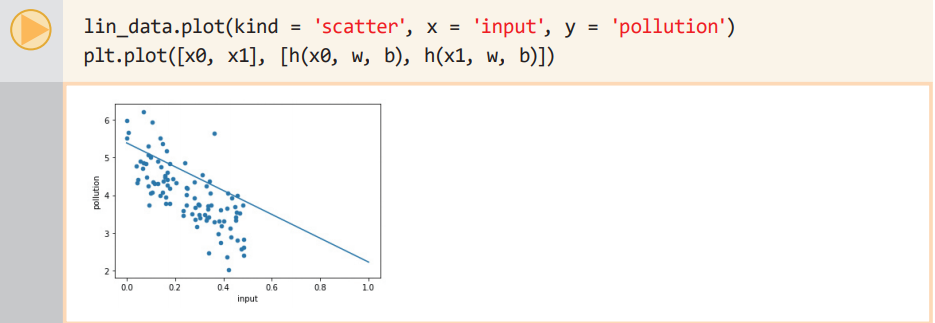 lin_data.plot(kind = 'scatter', x = 'input', y = 'pollution')
plt.plot([x0, x1], [h(x0, w, b), h(x1, w, b)])
6
5
4
3
2
pollution
0.0 0.2 0.4 0.6 0.8 1.0
input